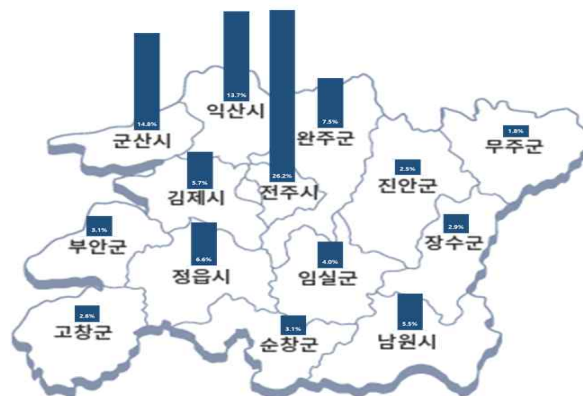 13.7%
익산시
14.8%
군산시
7.5%
완주군
1.8%
무주군
3.7%
김제시
26.2%
전주시
2.5%
진안군
3.1%
부안군
6.6%
정읍시
4.0%
임실군
2.9%
장수군
2.6%
고창군
3.1%
순창군
5.5%
남원시